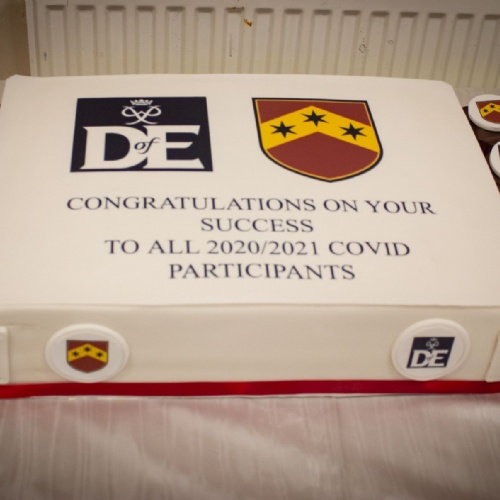 DofE
CONGRATULATIONS ON YOUR
SUCCESS
TO ALL 2020/2021 COVID
PARTICIPANTS
DofE